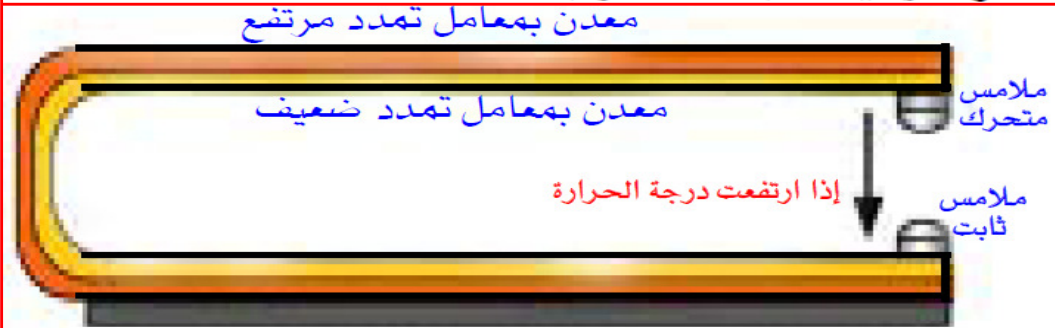 معدن بمعامل تمدد مرتفع
معدن بمعامل تمدد ضعيف
ملامس
متحرك
إذا ارتفعت درجة الحرارة
ملامس
ثابت